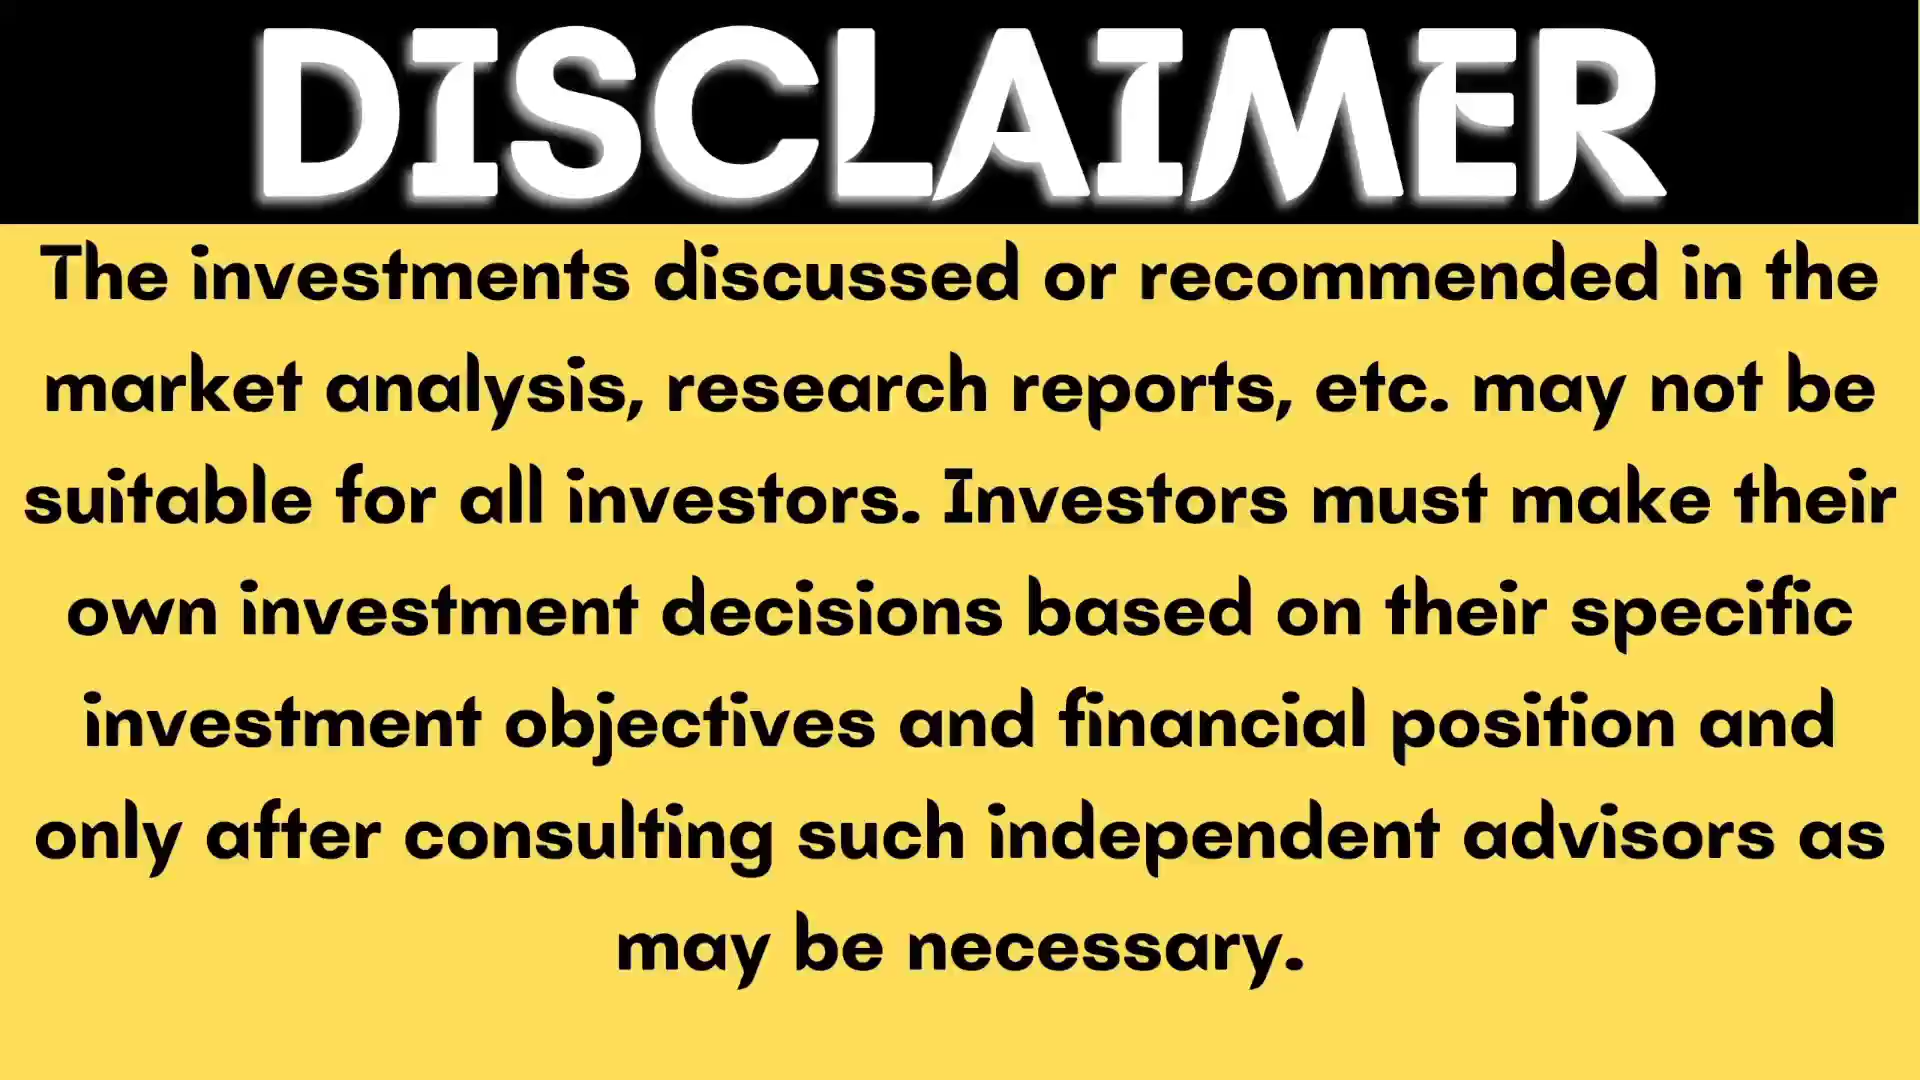 DISCLAIMER
The investments discussed or recommended in the
market analysis, research reports, etc. may not be
suitable for all investors. Investors must make their
own investment decisions based on their specific
investment objectives and financial position and
only after consulting such independent advisors as
may be necessary.